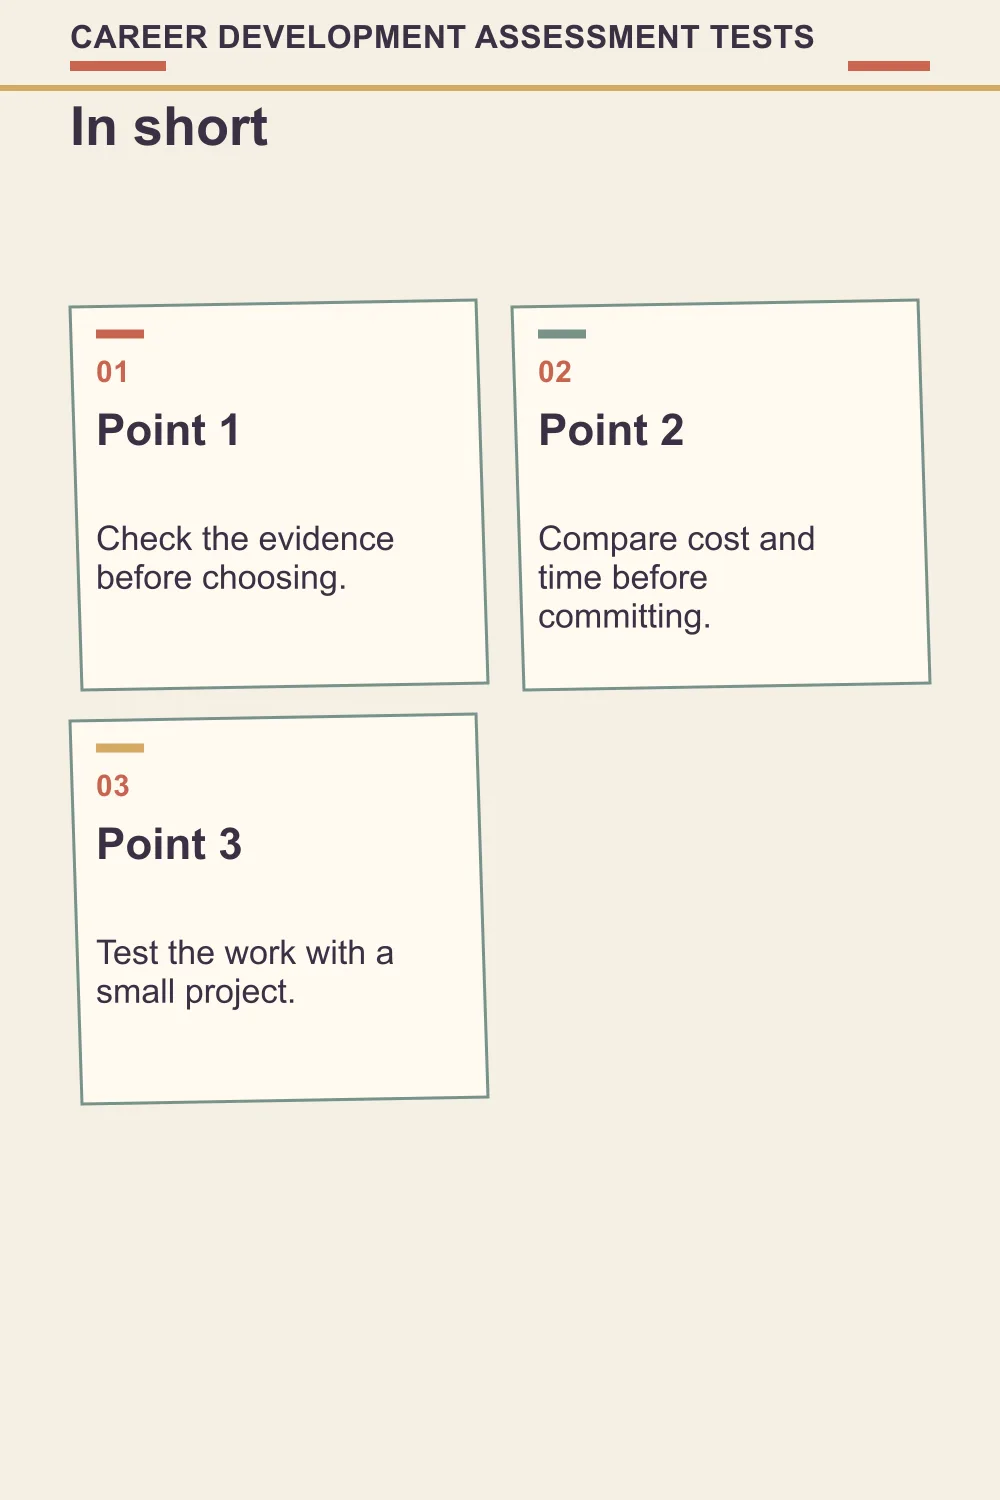 CAREER DEVELOPMENT ASSESSMENT TESTS
In short
01
Point 1
Check the evidence
before choosing.
02
Point 2
Compare cost and
time before
committing.
03
Point 3
Test the work with a
small project.